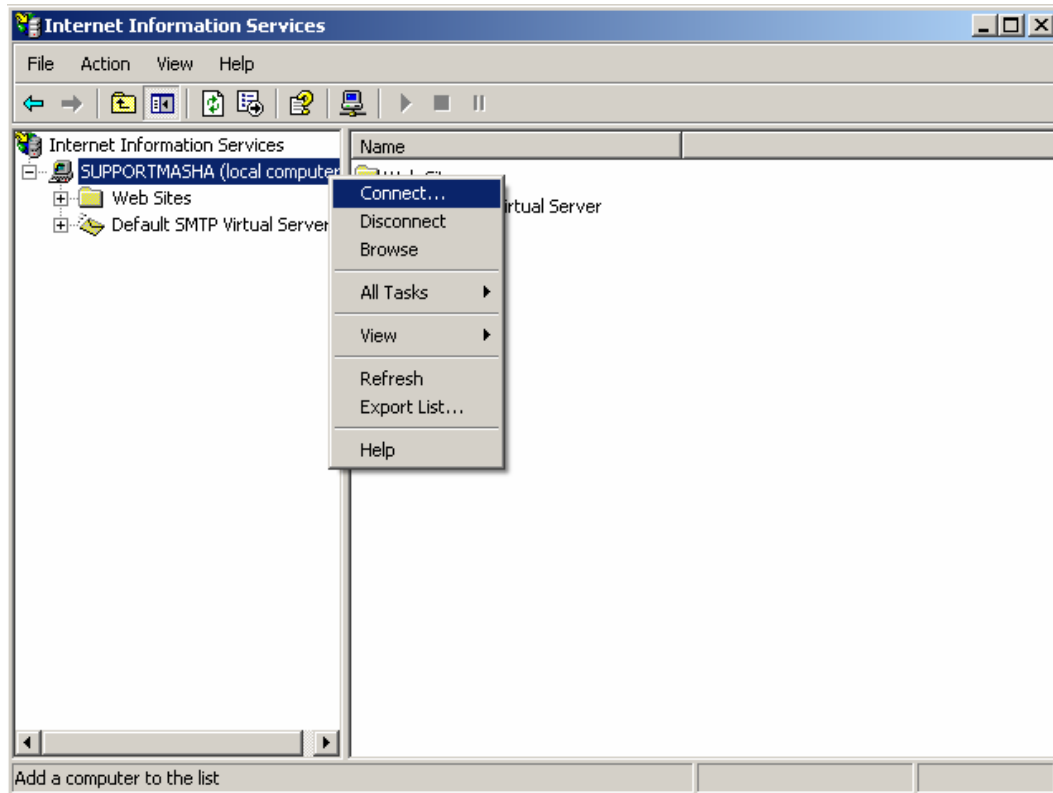 Internet Information Services
File Action View Help
Internet Information Services
SUPPORTMASHA (local computer
Web Sites
Default SMTP Virtual Server
Name
irtual Server
Connect...
Disconnect
Browse
All Tasks
View
Refresh
Export List...
Help
Add a computer to the list